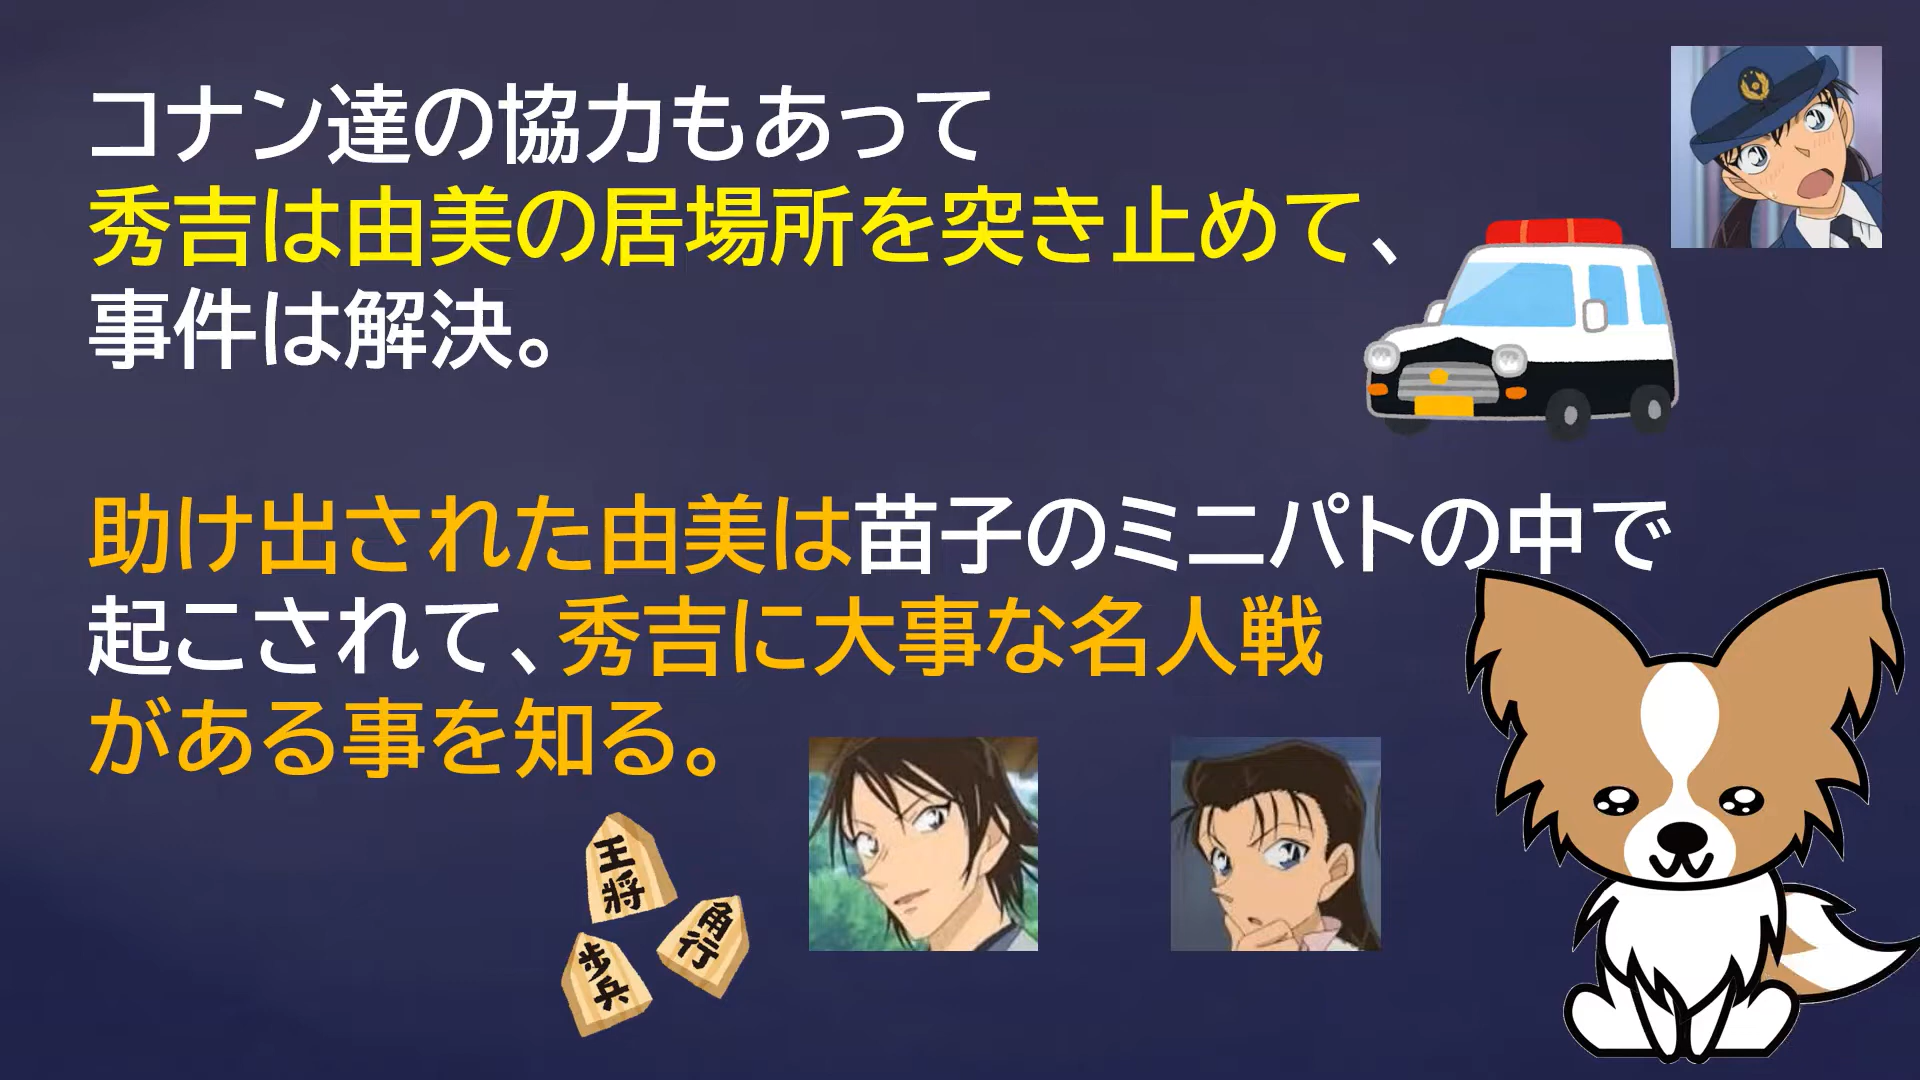 コナン達の協力もあって
秀吉は由美の居場所を突き止めて、
事件は解決。
助け出された由美は苗子のミニパトの中で
起こされて、秀吉に大事な名人戦
がある事を知る。
王将
角行
歩兵